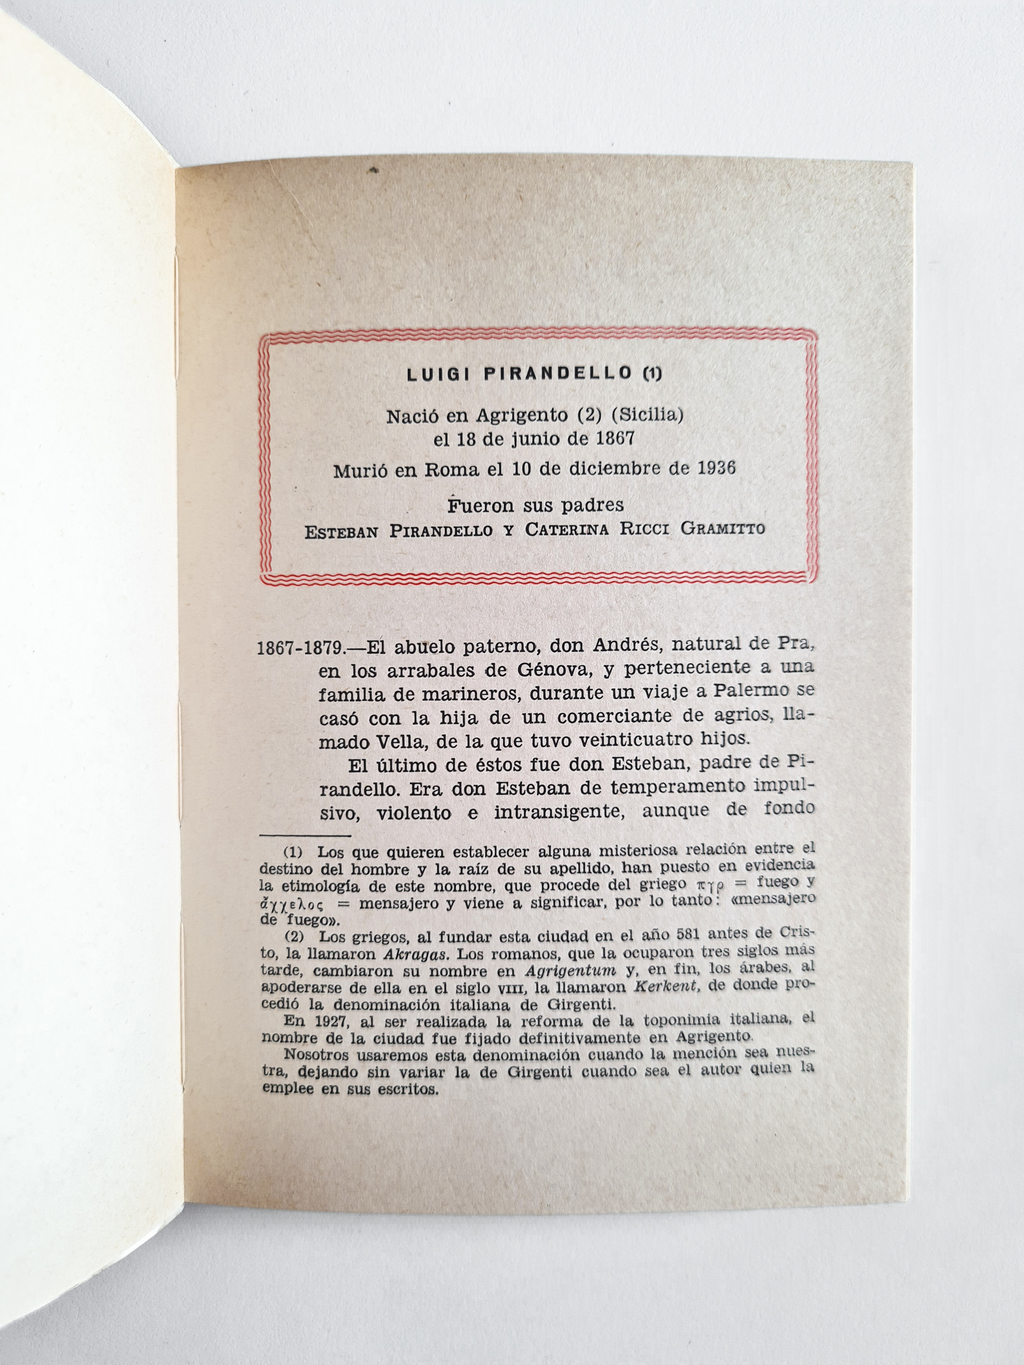 LUIGI PIRANDELLO (1)
Nació en Agrigento (2) (Sicilia)
el 18 de junio de 1867
Murió en Roma el 10 de diciembre de 1936
Fueron sus padres
ESTEBAN PIRANDELLO Y CATERINA RICCI GRAMITTO
1867-1879.—El abuelo paterno, don Andrés, natural de Pra,
en los arrabales de Génova, y perteneciente a una
familia de marineros, durante un viaje a Palermo se
casó con la hija de un comerciante de agrios, lla-
mado Vella, de la que tuvo veinticuatro hijos.
El último de éstos fue don Esteban, padre de Pi-
randello. Era don Esteban de temperamento impul-
sivo, violento e intransigente, aunque de fondo
(1) Los que quieren establecer alguna misteriosa relación entre el
destino del hombre y la raíz de su apellido, han puesto en evidencia
la etimología de este nombre, que procede del griego πγρ = fuego y
άγγελος = mensajero y viene a significar, por lo tanto: «mensajero
de fuego».
(2) Los griegos, al fundar esta ciudad en el año 581 antes de Cris-
to, la llamaron Akragas. Los romanos, que la ocuparon tres siglos más
tarde, cambiaron su nombre en Agrigentum y, en fin, los árabes, al
apoderarse de ella en el siglo VIII, la llamaron Kerkent, de donde pro-
cedió la denominación italiana de Girgenti.
En 1927, al ser realizada la reforma de la toponimia italiana, el
nombre de la ciudad fue fijado definitivamente en Agrigento.
Nosotros usaremos esta denominación cuando la mención sea nues-
tra, dejando sin variar la de Girgenti cuando sea el autor quien la
emplee en sus escritos.